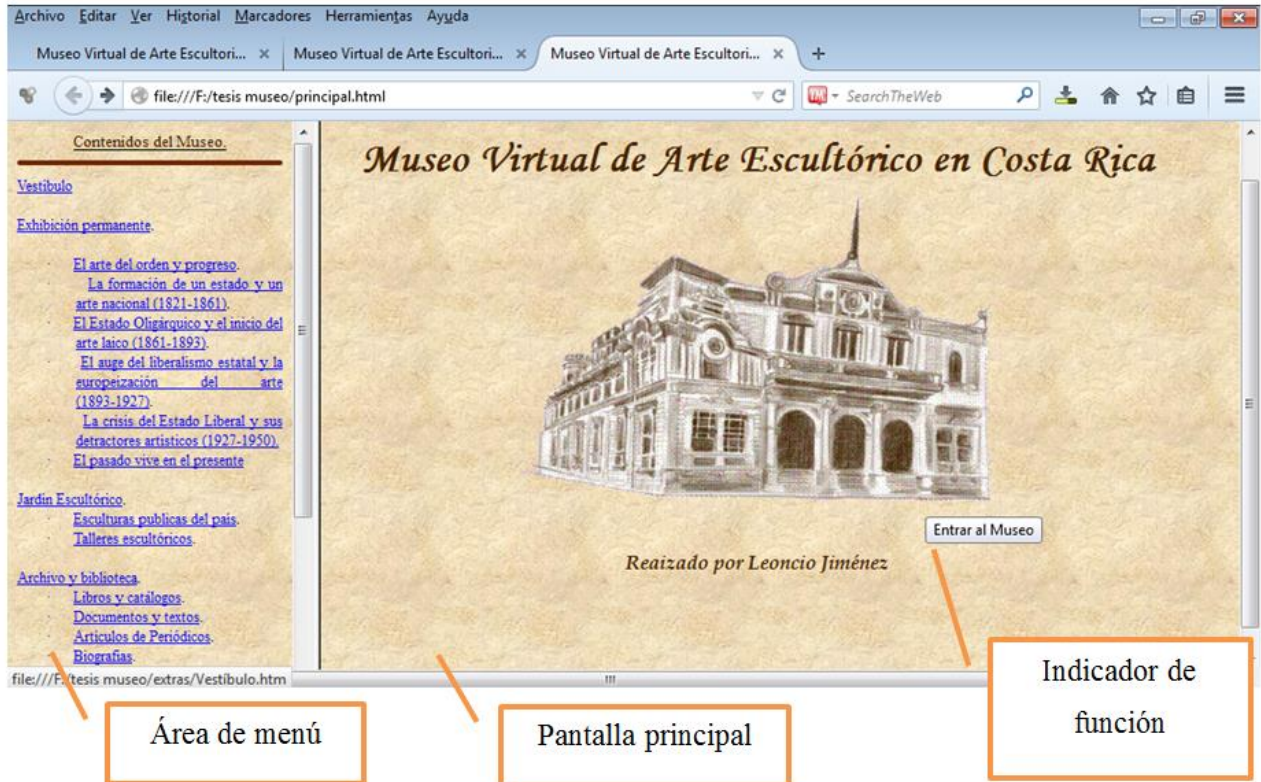 Archivo Editar Ver Historial Marcadores Herramientas Ayuda
Museo Virtual de Arte Escultori... × Museo Virtual de Arte Escultori... × Museo Virtual de Arte Escultori... × +
file:///F:/tesis museo/principal.html
SearchTheWeb
Contenidos del Museo.
Vestíbulo
Exhibición permanente.
El arte del orden y progreso.
La formación de un estado y un
arte nacional (1821-1861).
El Estado Oligárquico y el inicio del
arte laico (1861-1893).
El auge del liberalismo estatal y la
europeización del arte
(1893-1927).
La crisis del Estado Liberal y sus
detractores artísticos (1927-1950).
El pasado vive en el presente
Jardín Escultórico.
Esculturas publicas del país.
Talleres escultóricos.
Archivo y biblioteca.
Libros y catálogos.
Documentos y textos.
Artículos de Periódicos.
Biografías.
file:///F:/tesis museo/extras/Vestíbulo.htm
Museo Virtual de Arte Escultórico en Costa Rica
Entrar al Museo
Reaizado por Leoncio Jiménez
Área de menú
Pantalla principal
Indicador de
función